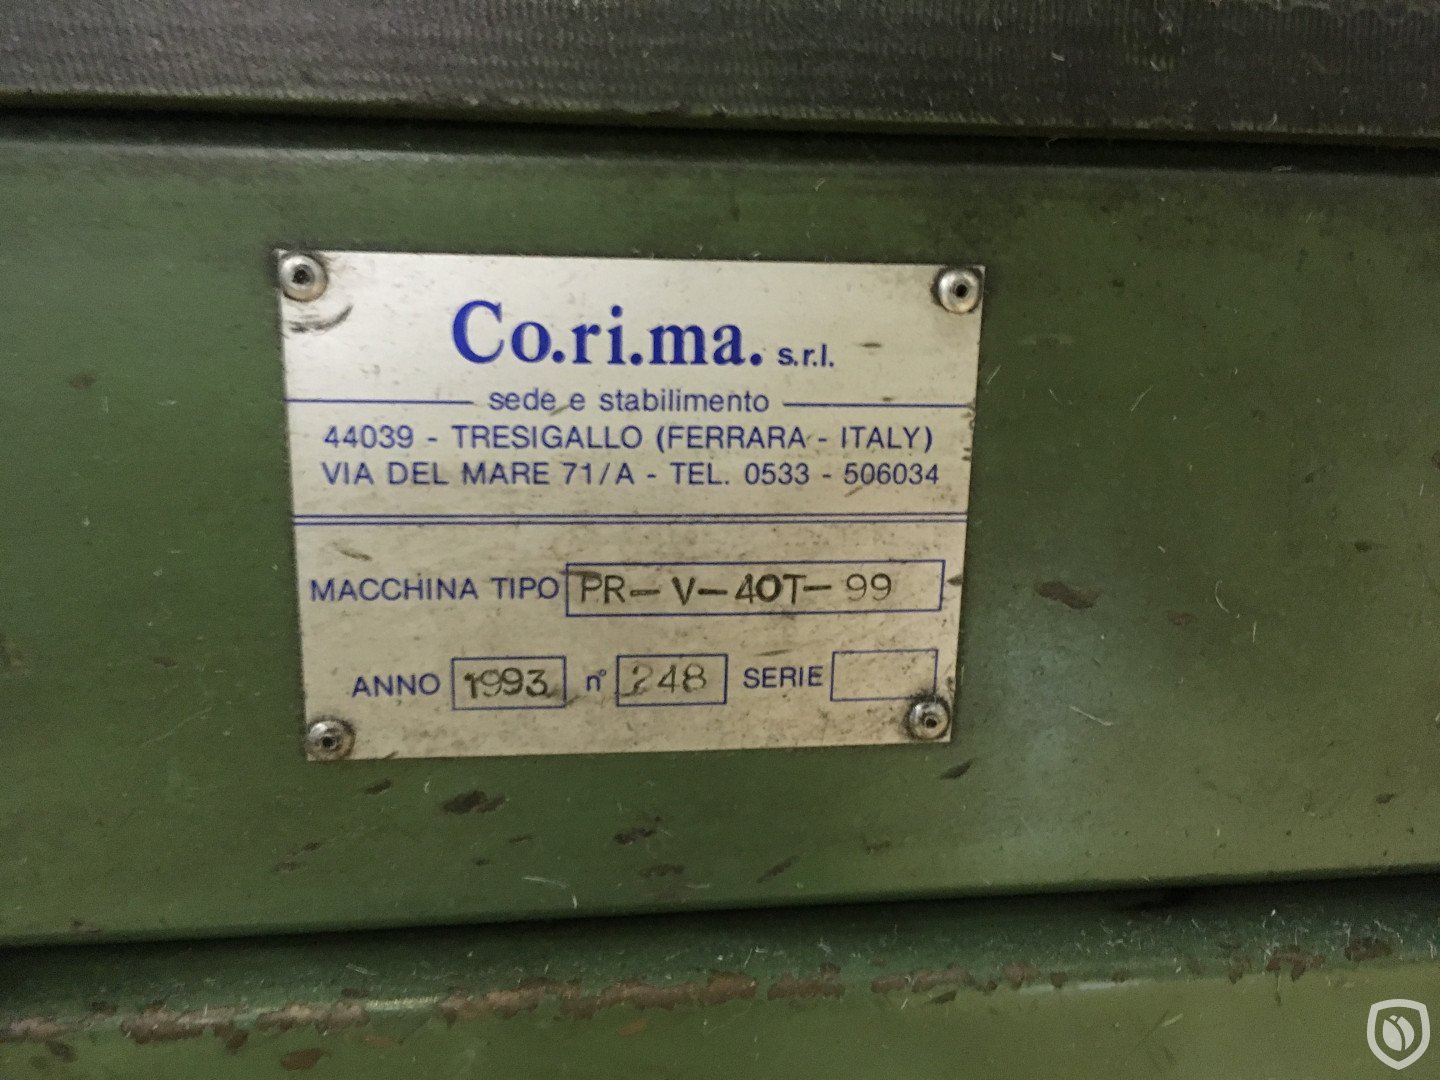 Co.ri.ma. s.r.l.
sede e stabilimento
44039 - TRESIGALLO (FERRARA - ITALY)
VIA DEL MARE 71/A - TEL. 0533 - 506034
MACCHINA TIPO PR-V-40T-99
ANNO 1993 n° 248 SERIE